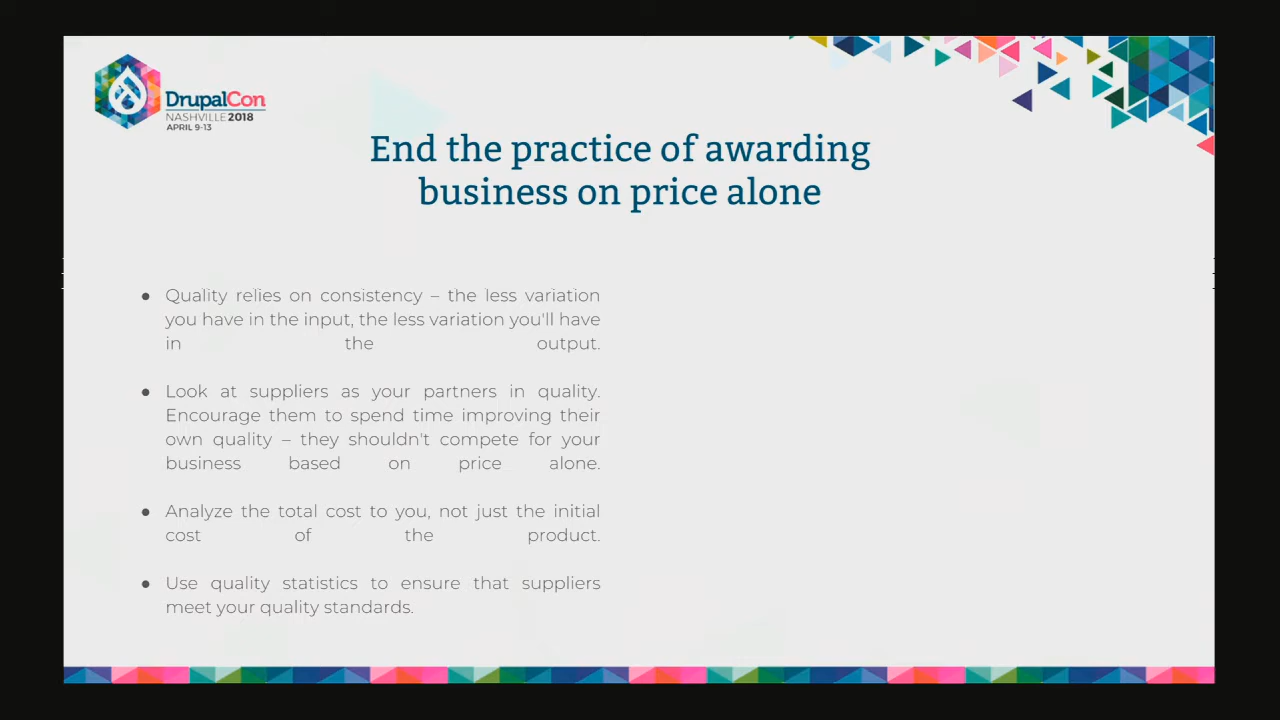 DrupalCon
NASHVILLE 2018
APRIL 9-13
End the practice of awarding
business on price alone
● Quality relies on consistency – the less variation
you have in the input, the less variation you'll have
in the output.
● Look at suppliers as your partners in quality.
Encourage them to spend time improving their
own quality – they shouldn't compete for your
business based on price alone.
● Analyze the total cost to you, not just the initial
cost of the product.
● Use quality statistics to ensure that suppliers
meet your quality standards.